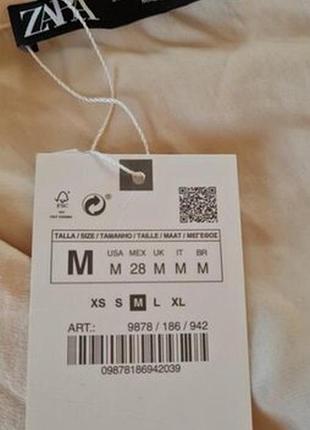 ZARA
FSC
TALLA / SIZE / TAMANHO / TAILLE / MAAT / ΜΕΓΕΘΟΣ
USA MEX UK IT BR
M M 28 M M M
XS S M L XL
ART.: 9878 / 186 / 942
09878186942039